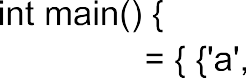 int main() {
= { {'a',